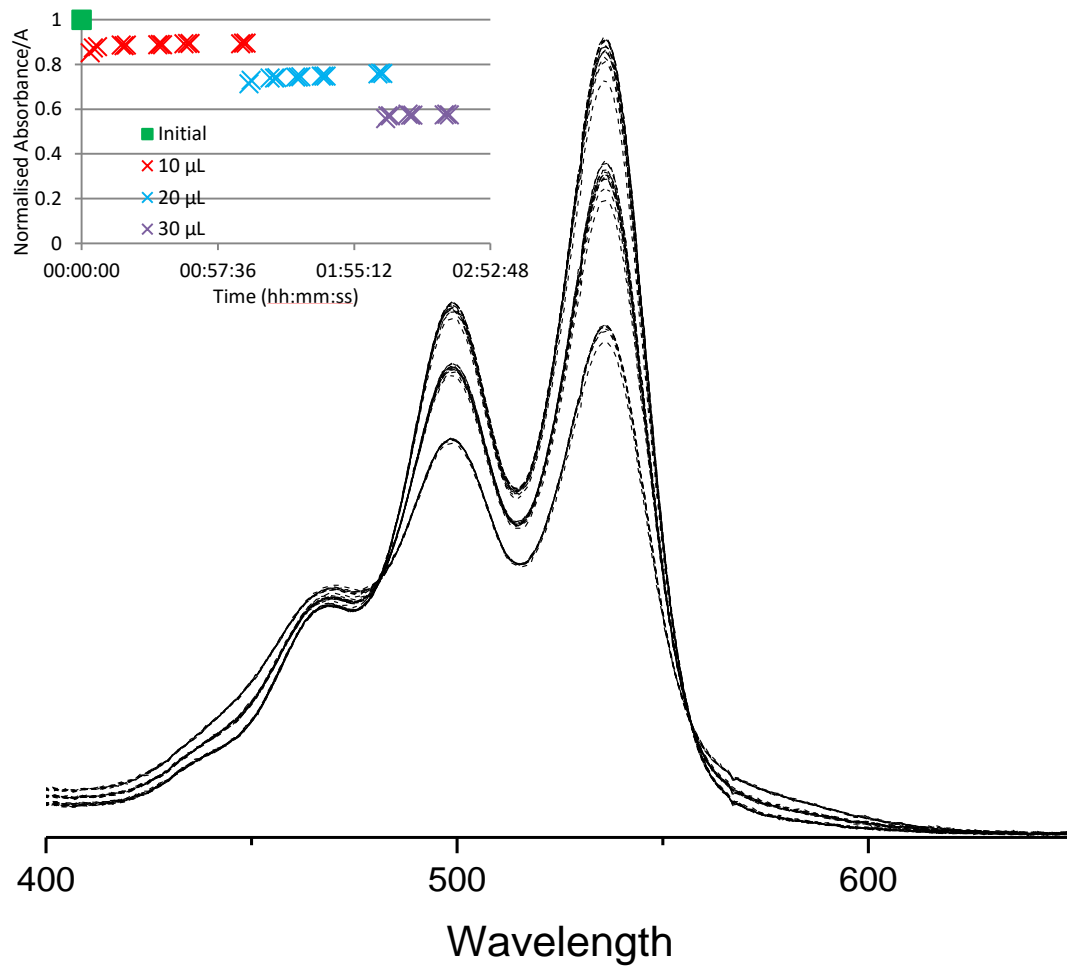 1
0.8
0.6
0.4
0.2
0
Normalised Absorbance/A
Initial
10 µL
20 µL
30 µL
00:00:00 00:57:36 01:55:12 02:52:48
Time (hh:mm:ss)
400 500 600
Wavelength